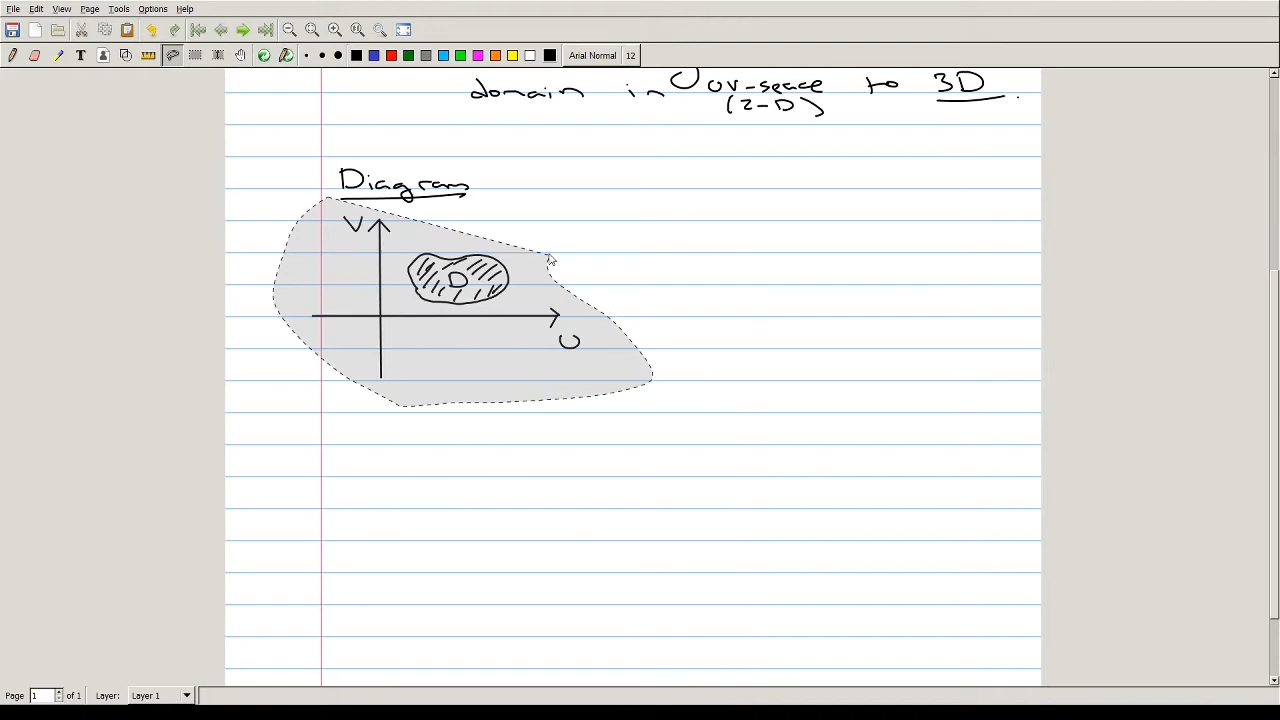 File Edit View Page Tools Options Help
T Arial Normal 12
domain in uv-space to 3D.
(2-D)
Diagram
V
D
U
Page 1 of 1 Layer: Layer 1